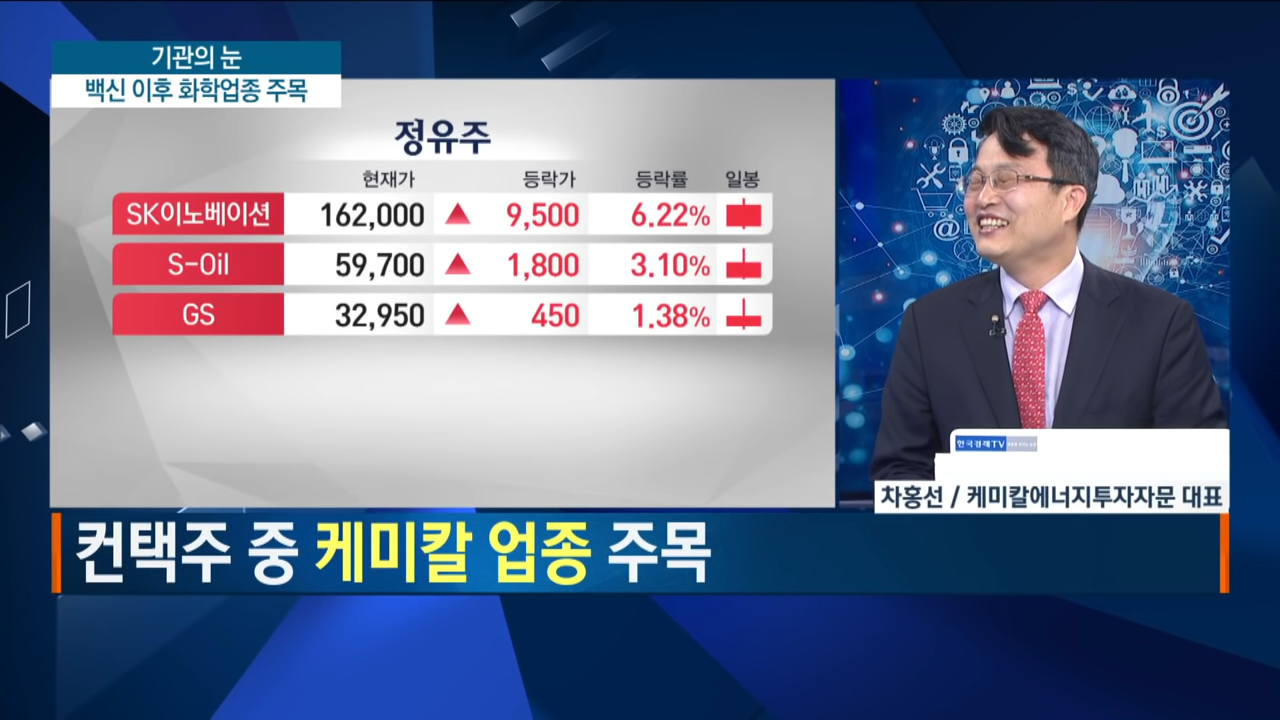 기관의 눈
백신 이후 화학업종 주목
정유주
현재가 등락가 등락률 일봉
SK이노베이션 162,000 ▲ 9,500 6.22%
S-Oil 59,700 ▲ 1,800 3.10%
GS 32,950 ▲ 450 1.38%
한국경제TV
차홍선 / 케미칼에너지투자자문 대표
컨택주 중 케미칼 업종 주목